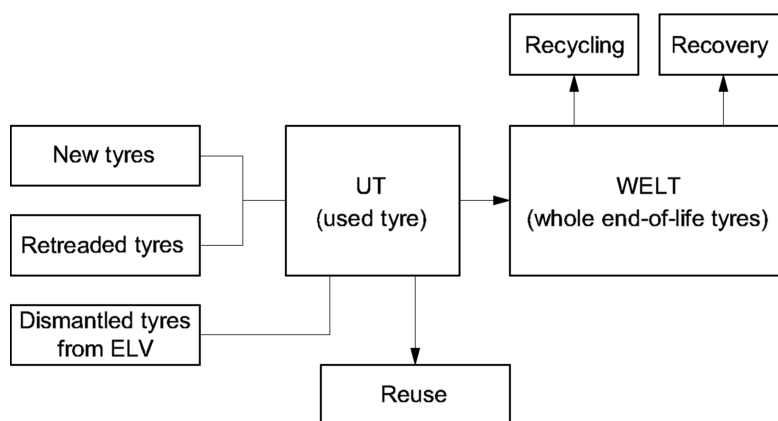 Recycling
Recovery
New tyres
UT
(used tyre)
WELT
(whole end-of-life tyres)
Retreaded tyres
Dismantled tyres
from ELV
Reuse